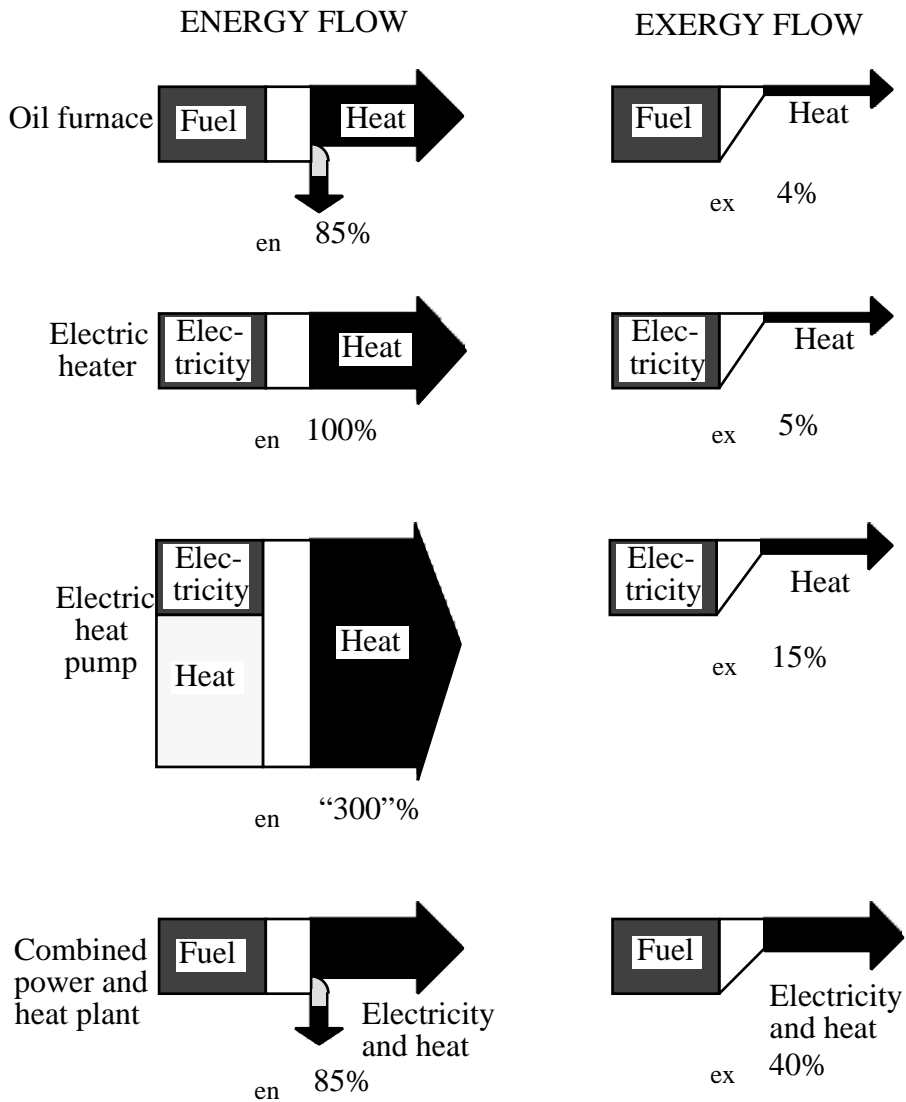 ENERGY FLOW
EXERGY FLOW
Oil furnace
Fuel
Heat
en 85%
Fuel
Heat
ex 4%
Electric
heater
Elec-
tricity
Heat
en 100%
Elec-
tricity
Heat
ex 5%
Electric
heat
pump
Elec-
tricity
Heat
Heat
en “300”%
Elec-
tricity
Heat
ex 15%
Combined
power and
heat plant
Fuel
Electricity
and heat
en 85%
Fuel
Electricity
and heat
ex 40%